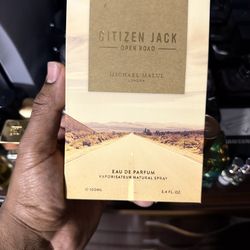 CITIZEN JACK
OPEN ROAD
MICHAEL MALUL
LONDON
EAU DE PARFUM
VAPORISATEUR NATURAL SPRAY
℮ 100ML
3.4 FL. OZ